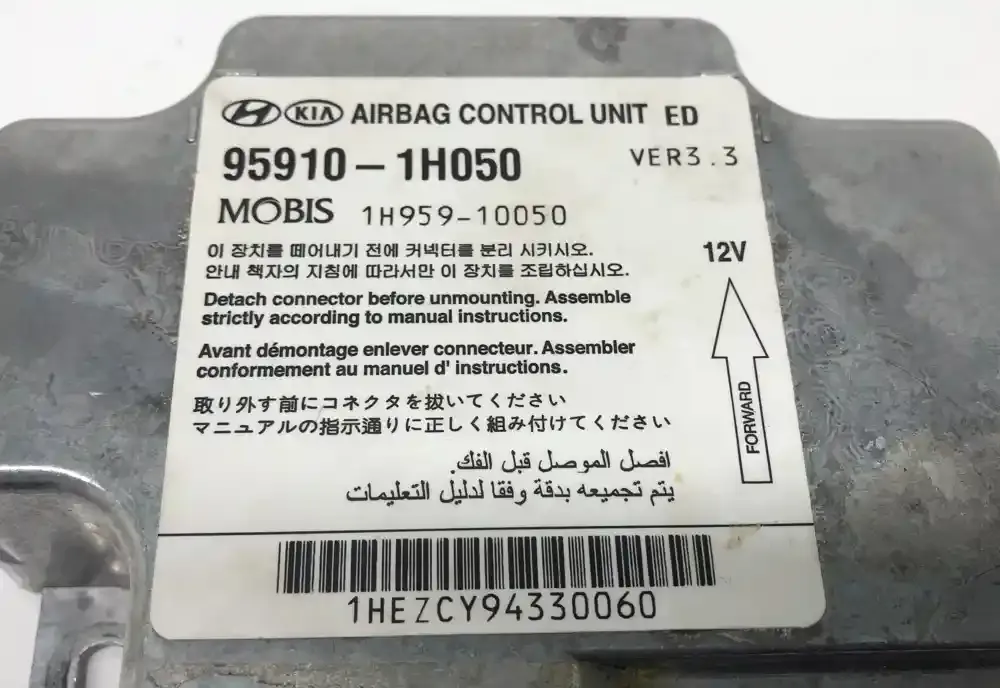 KIA AIRBAG CONTROL UNIT ED
95910-1H050 VER3.3
MOBIS 1H959-10050
이 장치를 떼어내기 전에 커넥터를 분리 시키시오.
안내 책자의 지침에 따라서만 이 장치를 조립하십시오.
12V
Detach connector before unmounting. Assemble
strictly according to manual instructions.
Avant démontage enlever connecteur. Assembler
conformement au manuel d' instructions.
FORWARD
取り外す前にコネクタを抜いてください
マニュアルの指示通りに正しく組み付けてください
افصل الموصل قبل الفك.
يتم تجميعه بدقة وفقا لدليل التعليمات
1HEZCY94330060